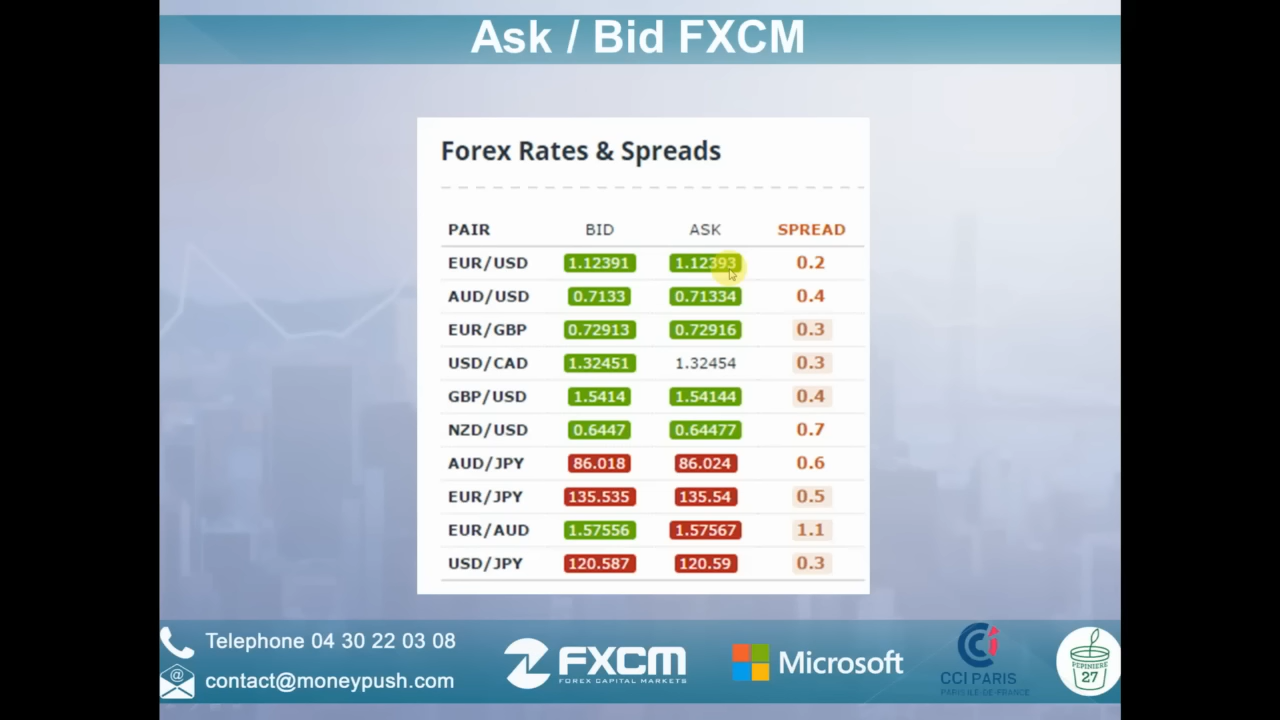 Ask / Bid FXCM
Forex Rates & Spreads
PAIR BID ASK SPREAD
EUR/USD 1.12391 1.12393 0.2
AUD/USD 0.7133 0.71334 0.4
EUR/GBP 0.72913 0.72916 0.3
USD/CAD 1.32451 1.32454 0.3
GBP/USD 1.5414 1.54144 0.4
NZD/USD 0.6447 0.64477 0.7
AUD/JPY 86.018 86.024 0.6
EUR/JPY 135.535 135.54 0.5
EUR/AUD 1.57556 1.57567 1.1
USD/JPY 120.587 120.59 0.3
Telephone 04 30 22 03 08
@ contact@moneypush.com
FXCM
FOREX CAPITAL MARKETS
Microsoft
CCI PARIS
PARIS ILE-DE-FRANCE
PEPINIERE
27